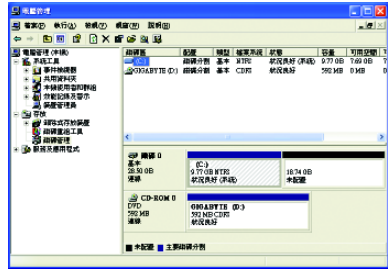 電腦管理
檔案(F) 執行(A) 檢視(V) 視窗(W) 說明(H)
電腦管理 (本機)
系統工具
事件檢視器
共用資料夾
本機使用者和群組
效能記錄及警示
裝置管理員
存放
卸除式存放裝置
磁碟重組工具
磁碟管理
服務及應用程式
磁碟區 配置 類型 檔案系統 狀態 容量 可用空間
(C:) 磁碟分割 基本 NTFS 狀況良好 (系統) 9.77 GB 7.69 GB 7
GIGABYTE (D:) 磁碟分割 基本 CDFS 狀況良好 592 MB 0 MB 0
磁碟 0
基本
28.50 GB
連線
(C:)
9.77 GB NTFS
狀況良好 (系統)
18.74 GB
未配置
CD-ROM 0
DVD
592 MB
連線
GIGABYTE (D:)
592 MB CDFS
狀況良好
未配置 主要磁碟分割